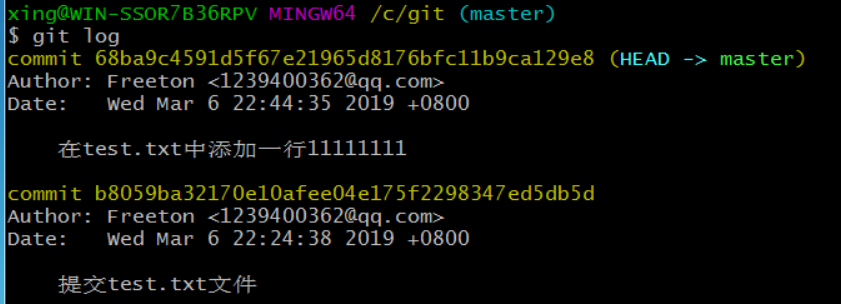 xing@WIN-SSOR7B36RPV MINGW64 /c/git (master)
$ git log
commit 68ba9c4591d5f67e21965d8176bfc11b9ca129e8 (HEAD -> master)
Author: Freeton <1239400362@qq.com>
Date:   Wed Mar 6 22:44:35 2019 +0800
在test.txt中添加一行11111111
commit b8059ba32170e10afee04e175f2298347ed5db5d
Author: Freeton <1239400362@qq.com>
Date:   Wed Mar 6 22:24:38 2019 +0800
提交test.txt文件